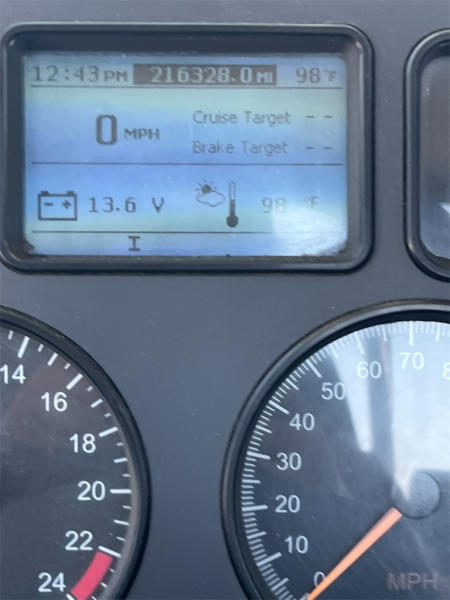 12:43 PM 216328.0 MI 98°F
0 MPH
Cruise Target - -
Brake Target - -
13.6 V 98 °F
I
14
16
18
20
22
24
0
10
20
30
40
50
60
70
MPH